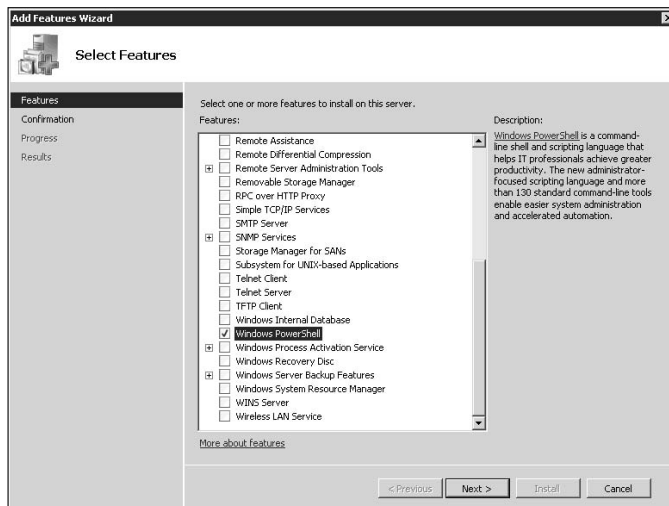 Add Features Wizard
Select Features
Features
Confirmation
Progress
Results
Select one or more features to install on this server.
Features:
Remote Assistance
Remote Differential Compression
Remote Server Administration Tools
Removable Storage Manager
RPC over HTTP Proxy
Simple TCP/IP Services
SMTP Server
SNMP Services
Storage Manager for SANs
Subsystem for UNIX-based Applications
Telnet Client
Telnet Server
TFTP Client
Windows Internal Database
Windows PowerShell
Windows Process Activation Service
Windows Recovery Disc
Windows Server Backup Features
Windows System Resource Manager
WINS Server
Wireless LAN Service
More about features
Description:
Windows PowerShell is a command-
line shell and scripting language that
helps IT professionals achieve greater
productivity. The new administrator-
focused scripting language and more
than 130 standard command-line tools
enable easier system administration
and accelerated automation.
< Previous
Next >
Install
Cancel